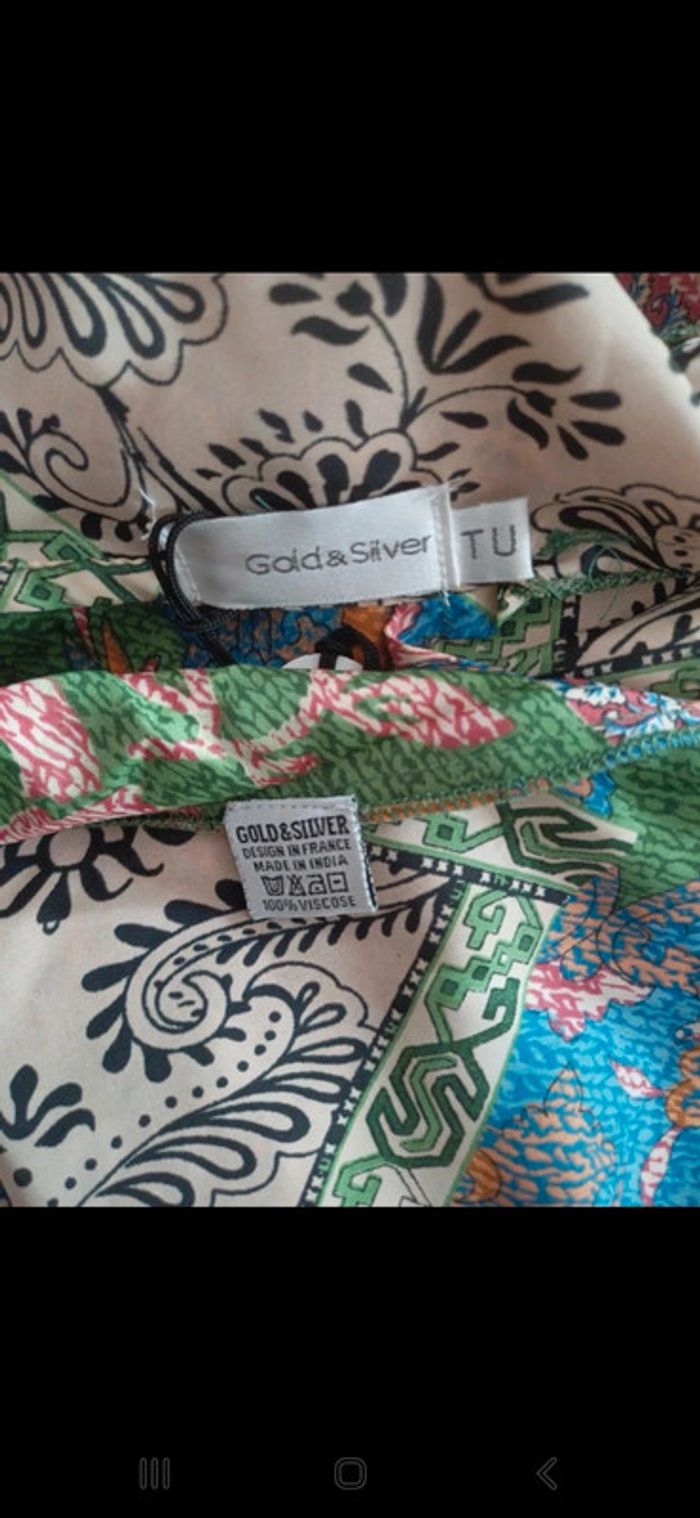 Gold & Silver
TU
GOLD & SILVER
DESIGN IN FRANCE
MADE IN INDIA
100% VISCOSE